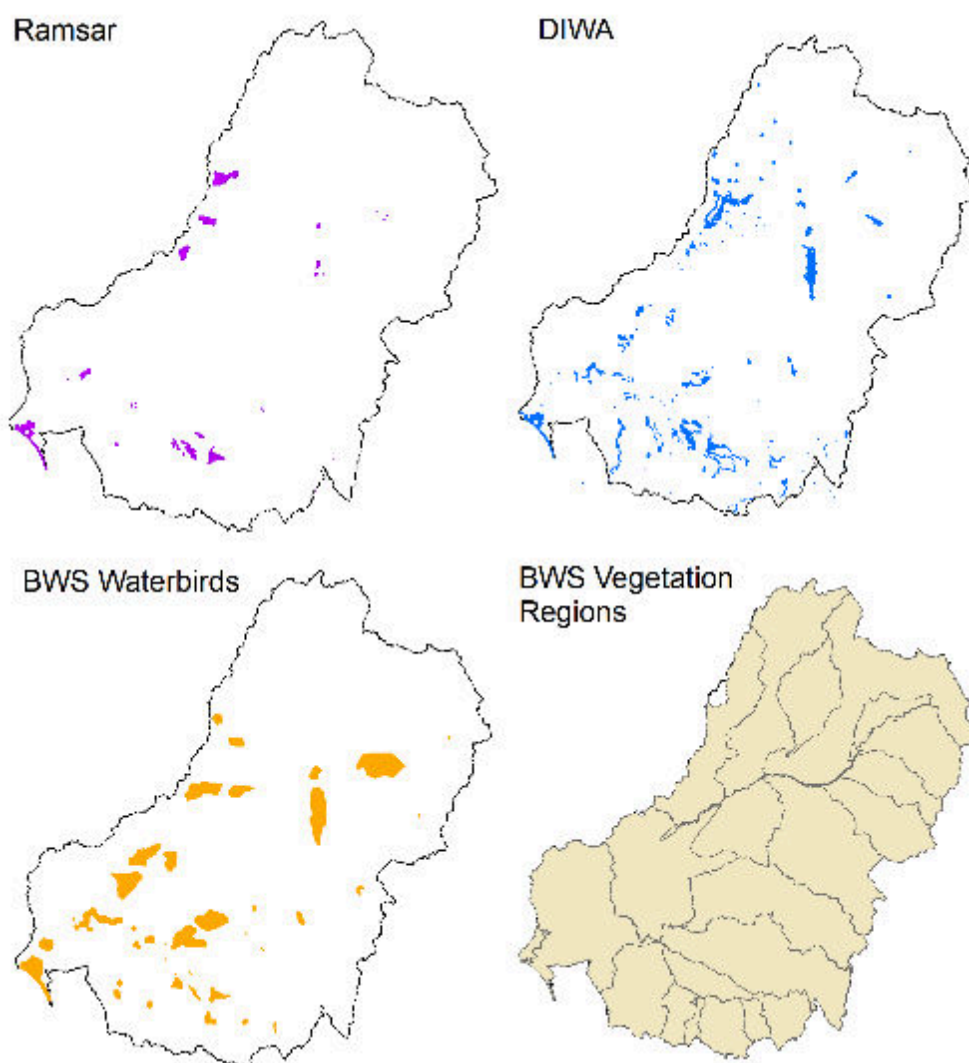 Ramsar
DIWA
BWS Waterbirds
BWS Vegetation
Regions